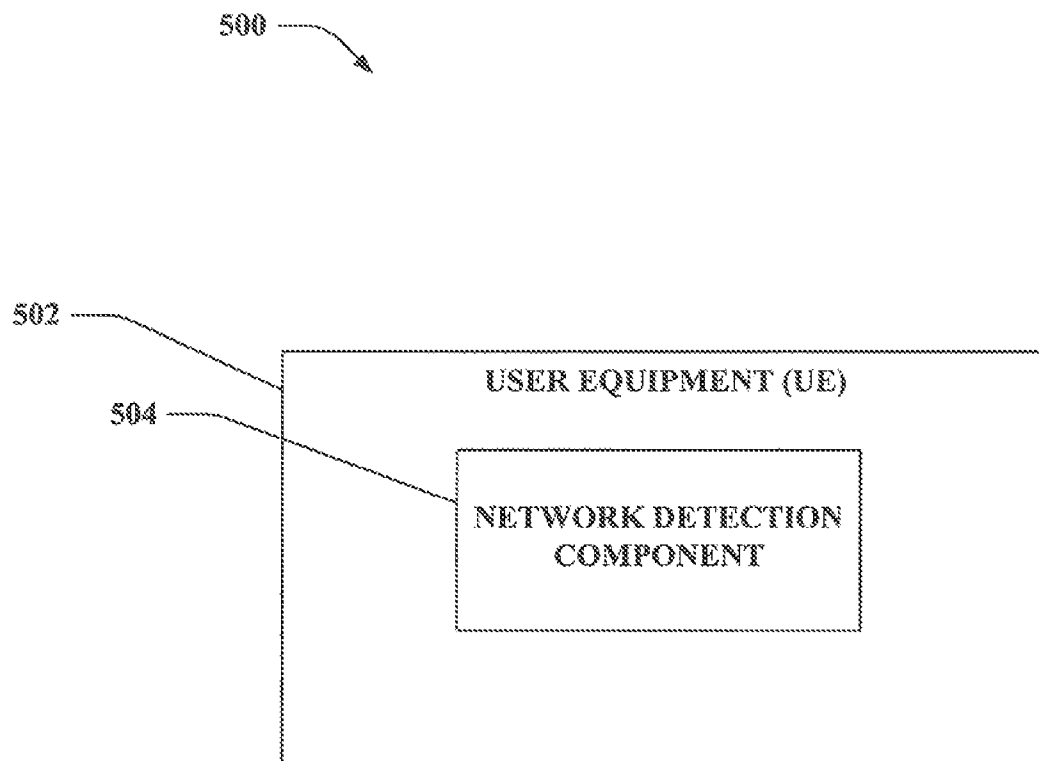 500
502
USER EQUIPMENT (UE)
504
NETWORK DETECTION
COMPONENT